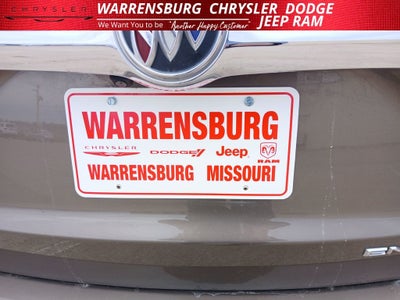 CHRYSLER
WARRENSBURG CHRYSLER DODGE
JEEP RAM
We Want You to be "Another Happy Customer"
WARRENSBURG
CHRYSLER DODGE Jeep RAM
WARRENSBURG MISSOURI